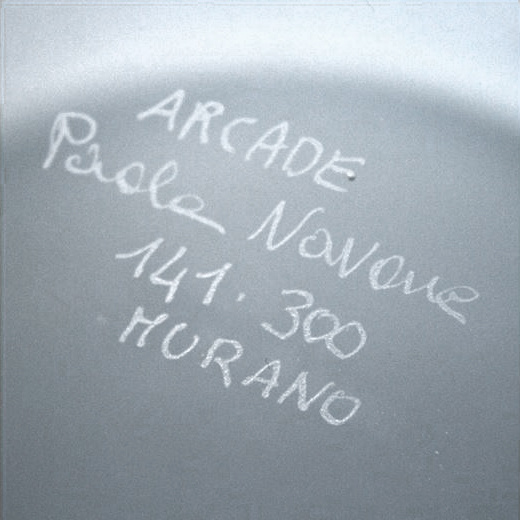 ARCADE
Paola Navone
141. 300
MURANO